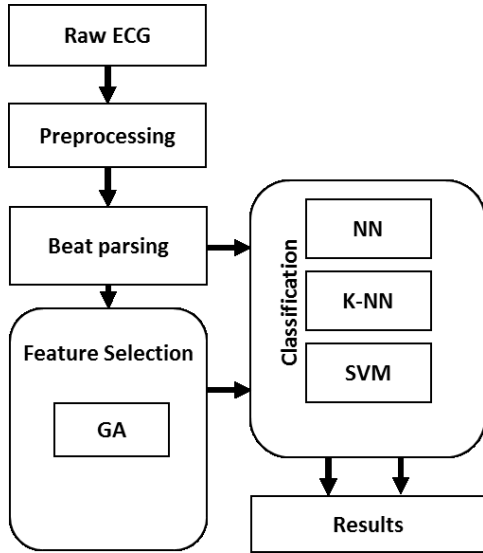 Raw ECG
Preprocessing
Beat parsing
Feature Selection
GA
Classification
NN
K-NN
SVM
Results